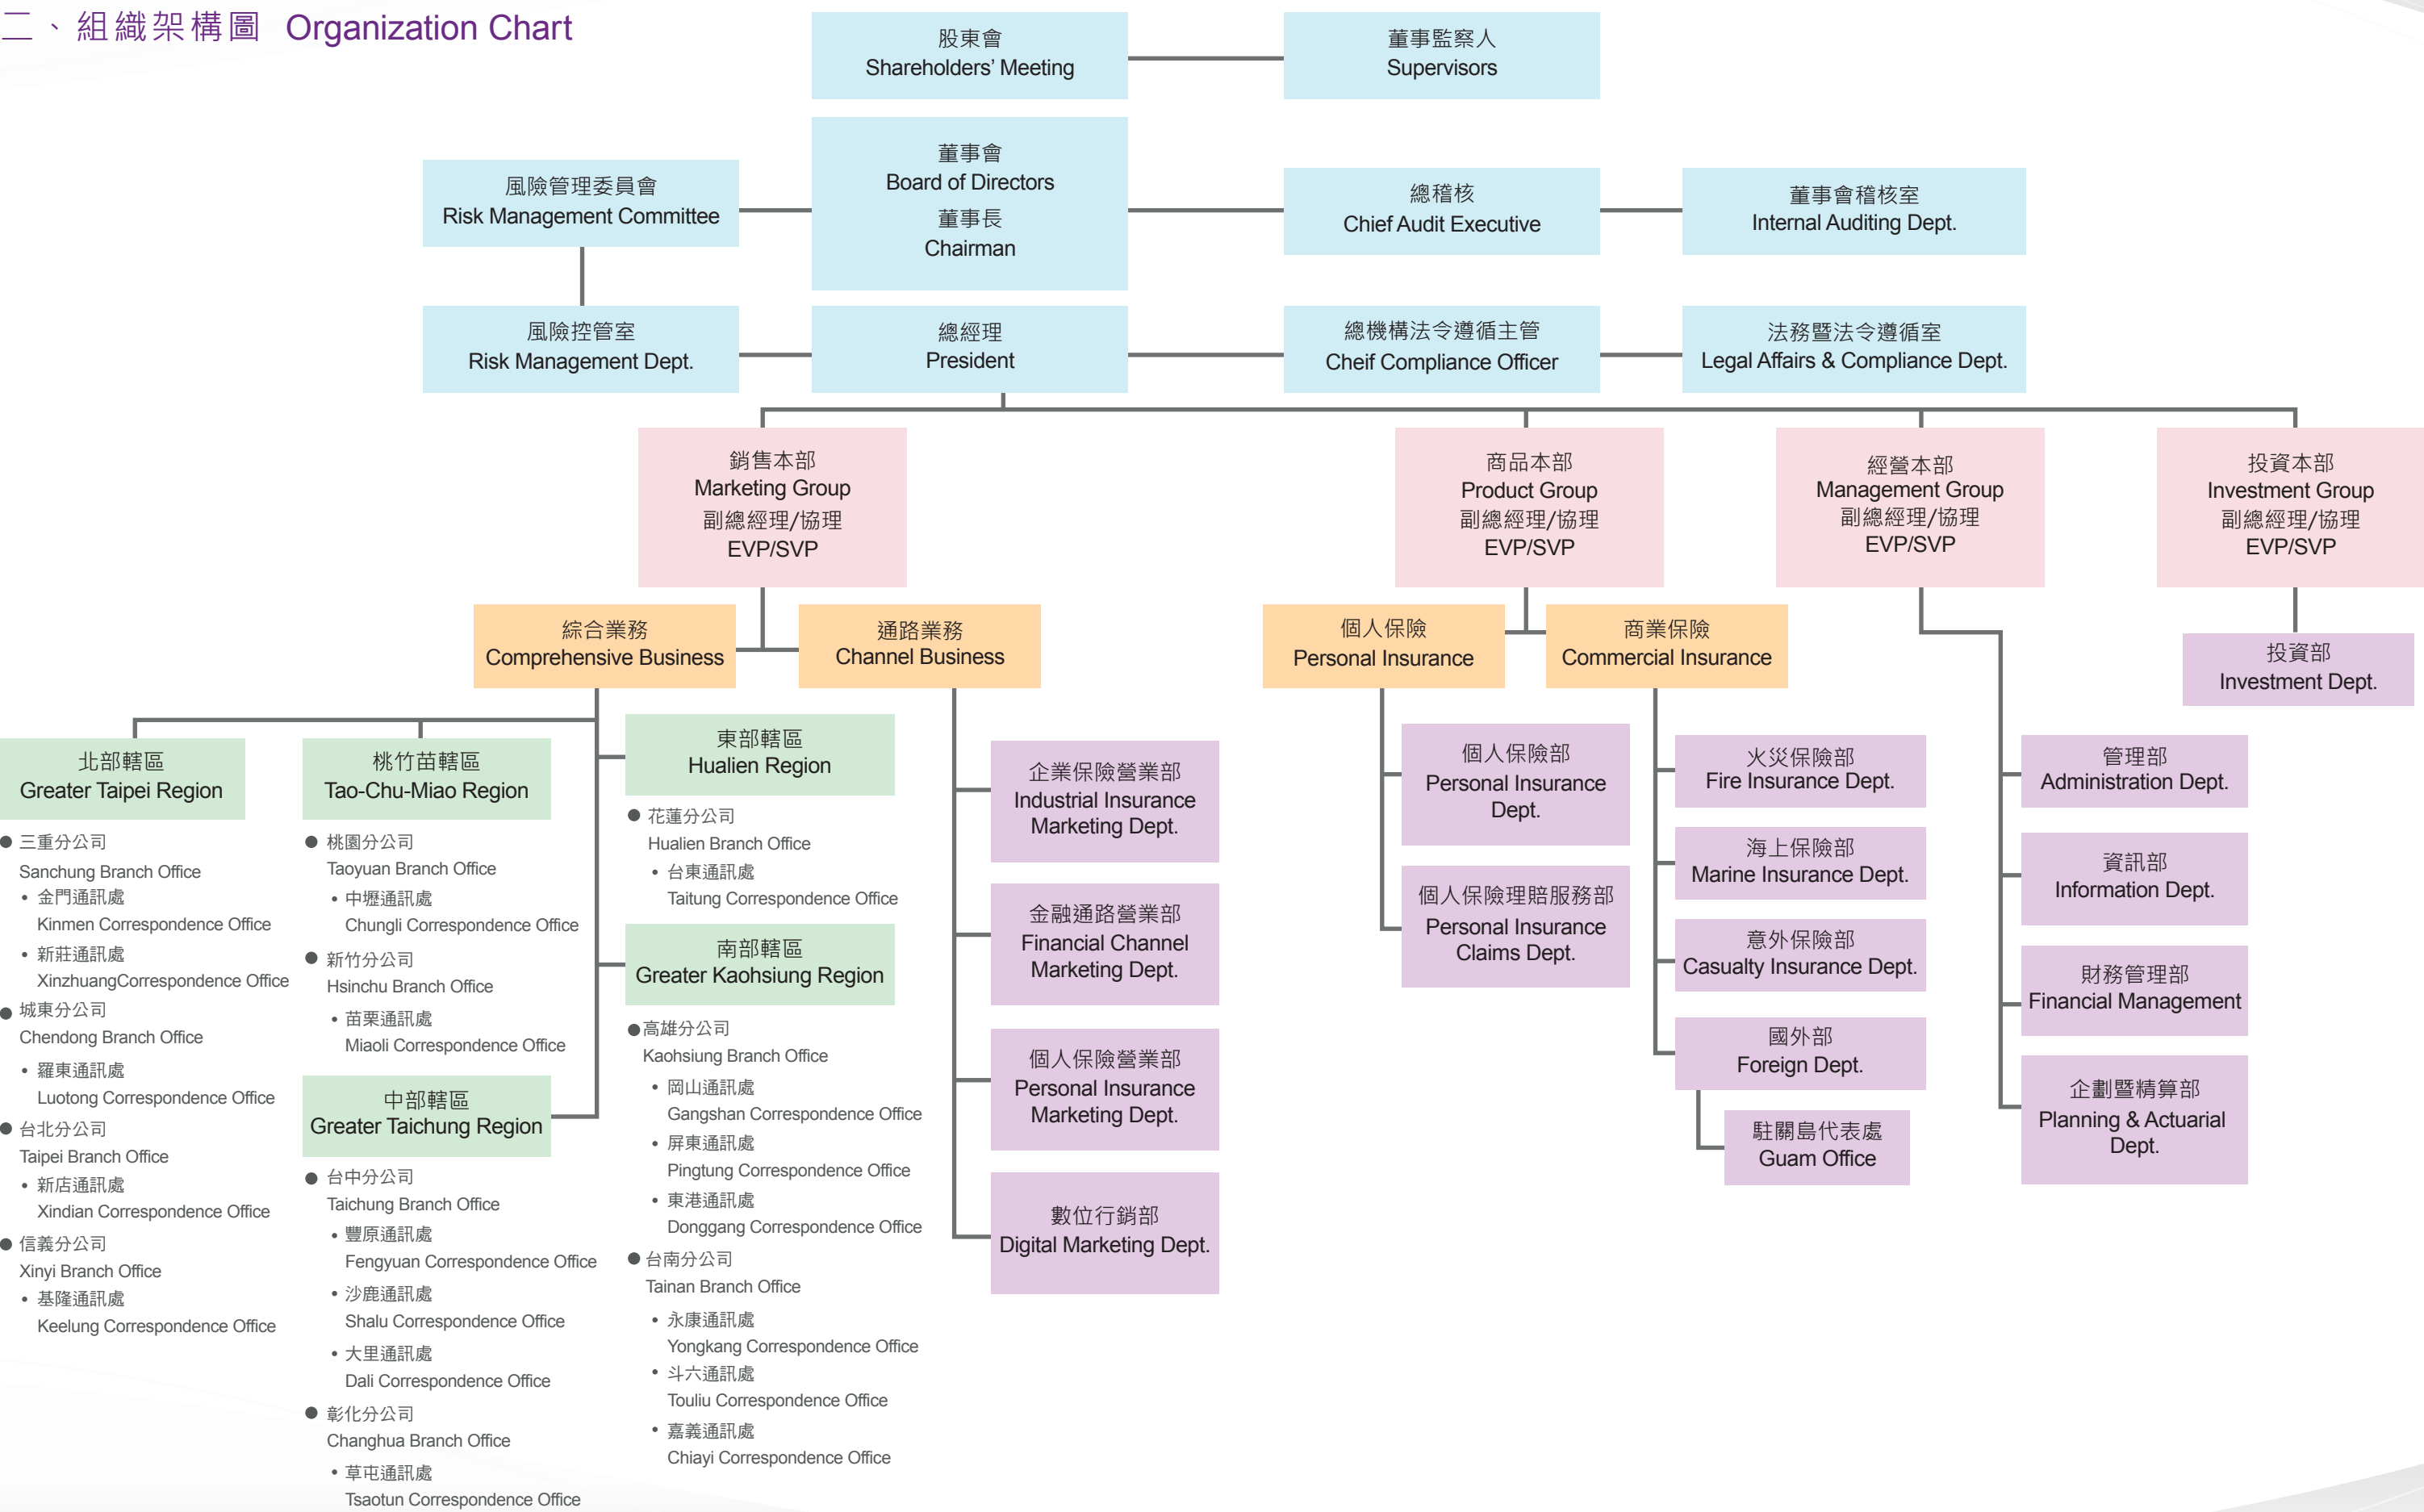 二、組織架構圖 Organization Chart
股東會
Shareholders' Meeting
董事監察人
Supervisors
風險管理委員會
Risk Management Committee
董事會
Board of Directors
董事長
Chairman
總稽核
Chief Audit Executive
董事會稽核室
Internal Auditing Dept.
風險控管室
Risk Management Dept.
總經理
President
總機構法令遵循主管
Cheif Compliance Officer
法務暨法令遵循室
Legal Affairs & Compliance Dept.
銷售本部
Marketing Group
副總經理/協理
EVP/SVP
商品本部
Product Group
副總經理/協理
EVP/SVP
經營本部
Management Group
副總經理/協理
EVP/SVP
投資本部
Investment Group
副總經理/協理
EVP/SVP
綜合業務
Comprehensive Business
通路業務
Channel Business
個人保險
Personal Insurance
商業保險
Commercial Insurance
投資部
Investment Dept.
北部轄區
Greater Taipei Region
● 三重分公司
Sanchung Branch Office
• 金門通訊處
Kinmen Correspondence Office
• 新莊通訊處
XinzhuangCorrespondence Office
● 城東分公司
Chendong Branch Office
• 羅東通訊處
Luotong Correspondence Office
● 台北分公司
Taipei Branch Office
• 新店通訊處
Xindian Correspondence Office
● 信義分公司
Xinyi Branch Office
• 基隆通訊處
Keelung Correspondence Office
桃竹苗轄區
Tao-Chu-Miao Region
● 桃園分公司
Taoyuan Branch Office
• 中壢通訊處
Chungli Correspondence Office
● 新竹分公司
Hsinchu Branch Office
• 苗栗通訊處
Miaoli Correspondence Office
中部轄區
Greater Taichung Region
● 台中分公司
Taichung Branch Office
• 豐原通訊處
Fengyuan Correspondence Office
• 沙鹿通訊處
Shalu Correspondence Office
• 大里通訊處
Dali Correspondence Office
● 彰化分公司
Changhua Branch Office
• 草屯通訊處
Tsaotun Correspondence Office
東部轄區
Hualien Region
● 花蓮分公司
Hualien Branch Office
• 台東通訊處
Taitung Correspondence Office
南部轄區
Greater Kaohsiung Region
● 高雄分公司
Kaohsiung Branch Office
• 岡山通訊處
Gangshan Correspondence Office
• 屏東通訊處
Pingtung Correspondence Office
• 東港通訊處
Donggang Correspondence Office
● 台南分公司
Tainan Branch Office
• 永康通訊處
Yongkang Correspondence Office
• 斗六通訊處
Touliu Correspondence Office
• 嘉義通訊處
Chiayi Correspondence Office
企業保險營業部
Industrial Insurance
Marketing Dept.
金融通路營業部
Financial Channel
Marketing Dept.
個人保險營業部
Personal Insurance
Marketing Dept.
數位行銷部
Digital Marketing Dept.
個人保險部
Personal Insurance
Dept.
個人保險理賠服務部
Personal Insurance
Claims Dept.
火災保險部
Fire Insurance Dept.
海上保險部
Marine Insurance Dept.
意外保險部
Casualty Insurance Dept.
國外部
Foreign Dept.
駐關島代表處
Guam Office
管理部
Administration Dept.
資訊部
Information Dept.
財務管理部
Financial Management
企劃暨精算部
Planning & Actuarial
Dept.